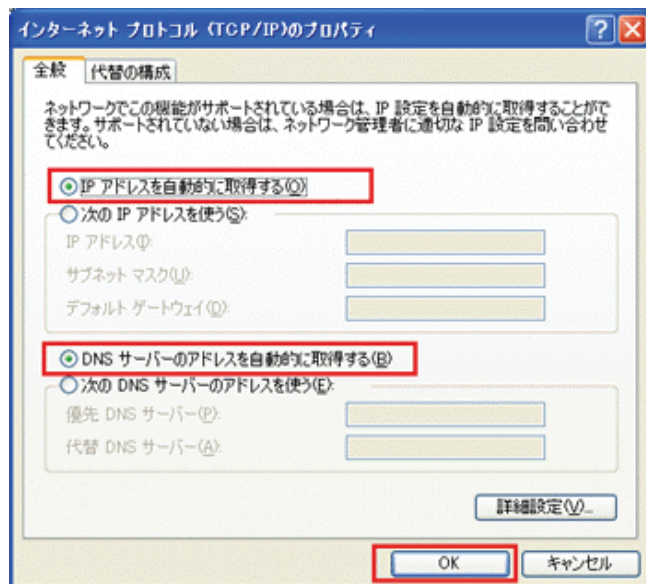 インターネット プロトコル (TCP/IP)のプロパティ
全般
代替の構成
ネットワークでこの機能がサポートされている場合は、IP 設定を自動的に取得することがで
きます。サポートされていない場合は、ネットワーク管理者に適切な IP 設定を問い合わせ
てください。
IP アドレスを自動的に取得する(O)
次の IP アドレスを使う(S):
IP アドレス(I):
サブネット マスク(U):
デフォルト ゲートウェイ(D):
DNS サーバーのアドレスを自動的に取得する(B)
次の DNS サーバーのアドレスを使う(E):
優先 DNS サーバー(P):
代替 DNS サーバー(A):
詳細設定(V)...
OK
キャンセル